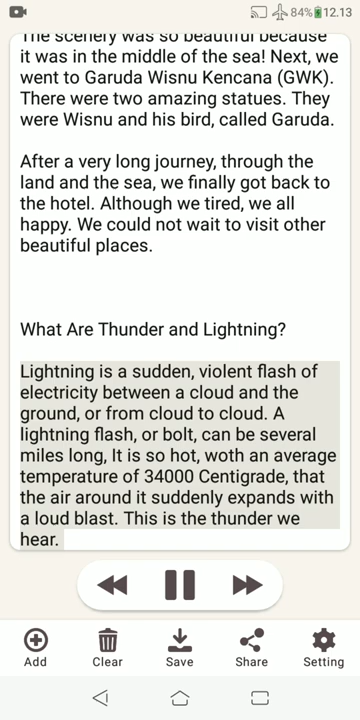 84% 12.13
The scenery was so beautiful because
it was in the middle of the sea! Next, we
went to Garuda Wisnu Kencana (GWK).
There were two amazing statues. They
were Wisnu and his bird, called Garuda.
After a very long journey, through the
land and the sea, we finally got back to
the hotel. Although we tired, we all
happy. We could not wait to visit other
beautiful places.
What Are Thunder and Lightning?
Lightning is a sudden, violent flash of
electricity between a cloud and the
ground, or from cloud to cloud. A
lightning flash, or bolt, can be several
miles long, It is so hot, woth an average
temperature of 34000 Centigrade, that
the air around it suddenly expands with
a loud blast. This is the thunder we
hear.
Add Clear Save Share Setting